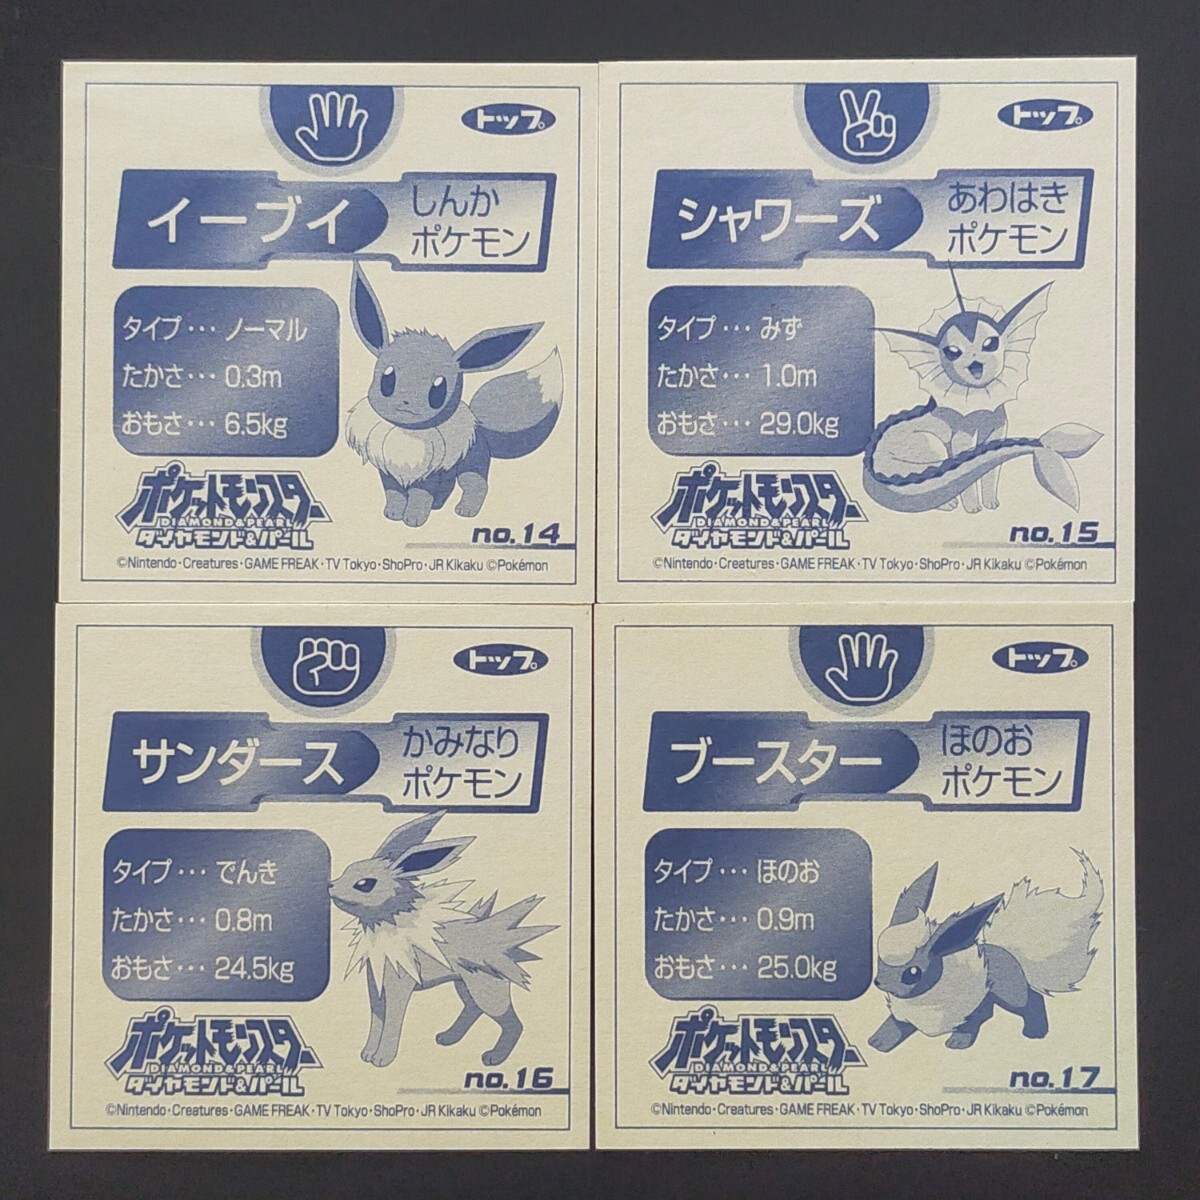 トップ。
イーブイ
しんか
ポケモン
タイプ・・・ ノーマル
たかさ・・・ 0.3m
おもさ・・・ 6.5kg
ポケットモンスター
DIAMOND&PEARL
ダイヤモンド&パール
no.14
©Nintendo・Creatures・GAME FREAK・TV Tokyo・ShoPro・JR Kikaku ©Pokémon
トップ。
シャワーズ
あわはき
ポケモン
タイプ・・・ みず
たかさ・・・ 1.0m
おもさ・・・ 29.0kg
ポケットモンスター
DIAMOND&PEARL
ダイヤモンド&パール
no.15
©Nintendo・Creatures・GAME FREAK・TV Tokyo・ShoPro・JR Kikaku ©Pokémon
トップ。
サンダース
かみなり
ポケモン
タイプ・・・ でんき
たかさ・・・ 0.8m
おもさ・・・ 24.5kg
ポケットモンスター
DIAMOND&PEARL
ダイヤモンド&パール
no.16
©Nintendo・Creatures・GAME FREAK・TV Tokyo・ShoPro・JR Kikaku ©Pokémon
トップ。
ブースター
ほのお
ポケモン
タイプ・・・ ほのお
たかさ・・・ 0.9m
おもさ・・・ 25.0kg
ポケットモンスター
DIAMOND&PEARL
ダイヤモンド&パール
no.17
©Nintendo・Creatures・GAME FREAK・TV Tokyo・ShoPro・JR Kikaku ©Pokémon